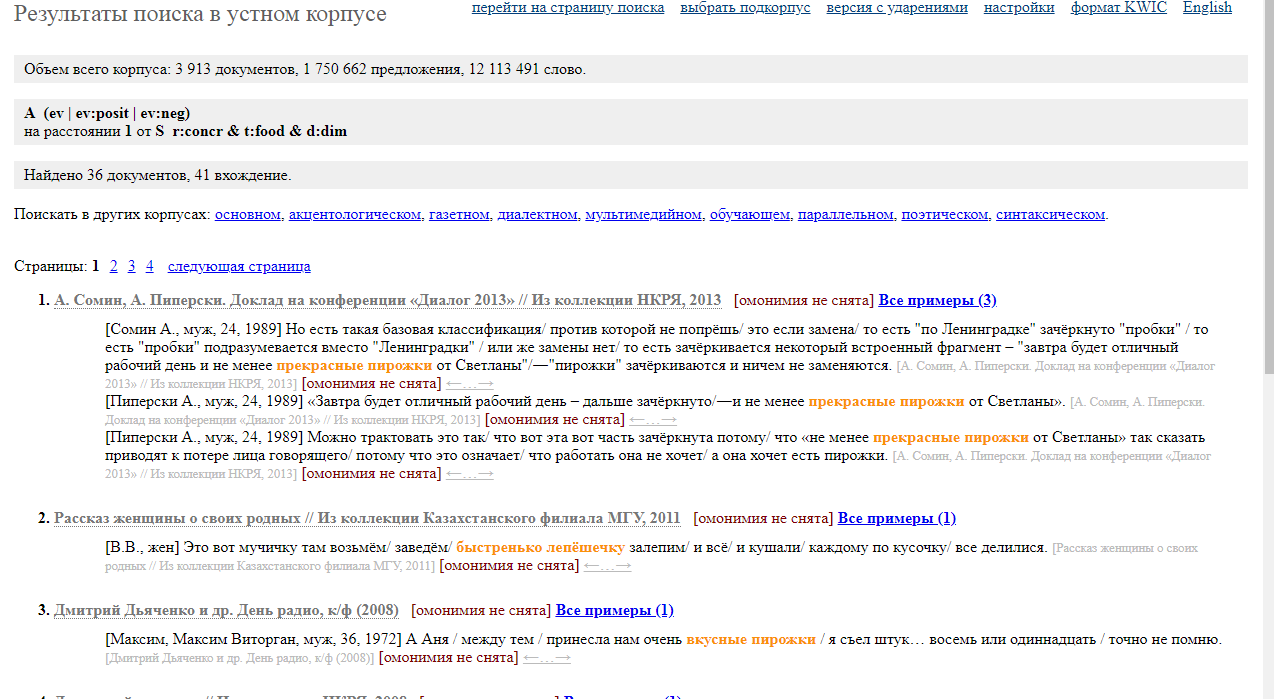 Результаты поиска в устном корпусе
перейти на страницу поиска выбрать подкорпус версия с ударениями настройки формат KWIC English
Объем всего корпуса: 3 913 документов, 1 750 662 предложения, 12 113 491 слово.
A (ev | ev:posit | ev:neg)
на расстоянии 1 от S r:concr & t:food & d:dim
Найдено 36 документов, 41 вхождение.
Поискать в других корпусах: основном, акцентологическом, газетном, диалектном, мультимедийном, обучающем, параллельном, поэтическом, синтаксическом.
Страницы: 1 2 3 4 следующая страница
1. А. Сомин, А. Пиперски. Доклад на конференции «Диалог 2013» // Из коллекции НКРЯ, 2013 [омонимия не снята] Все примеры (3)
[Сомин А., муж, 24, 1989] Но есть такая базовая классификация/ против которой не попрёшь/ это если замена/ то есть "по Ленинградке" зачёркнуто "пробки" / то
есть "пробки" подразумевается вместо "Ленинградки" / или же замены нет/ то есть зачёркивается некоторый встроенный фрагмент – "завтра будет отличный
рабочий день и не менее прекрасные пирожки от Светланы"/―"пирожки" зачёркиваются и ничем не заменяются. [А. Сомин, А. Пиперски. Доклад на конференции «Диалог
2013» // Из коллекции НКРЯ, 2013] [омонимия не снята] ←…→
[Пиперски А., муж, 24, 1989] «Завтра будет отличный рабочий день – дальше зачёркнуто/―и не менее прекрасные пирожки от Светланы». [А. Сомин, А. Пиперски.
Доклад на конференции «Диалог 2013» // Из коллекции НКРЯ, 2013] [омонимия не снята] ←…→
[Пиперски А., муж, 24, 1989] Можно трактовать это так/ что вот эта вот часть зачёркнута потому/ что «не менее прекрасные пирожки от Светланы» так сказать
приводят к потере лица говорящего/ потому что это означает/ что работать она не хочет/ а она хочет есть пирожки. [А. Сомин, А. Пиперски. Доклад на конференции «Диалог
2013» // Из коллекции НКРЯ, 2013] [омонимия не снята] ←…→
2. Рассказ женщины о своих родных // Из коллекции Казахстанского филиала МГУ, 2011 [омонимия не снята] Все примеры (1)
[В.В., жен] Это вот мучичку там возьмём/ заведём/ быстренько лепёшечку залепим/ и всё/ и кушали/ каждому по кусочку/ все делилися. [Рассказ женщины о своих
родных // Из коллекции Казахстанского филиала МГУ, 2011] [омонимия не снята] ←…→
3. Дмитрий Дьяченко и др. День радио, к/ф (2008) [омонимия не снята] Все примеры (1)
[Максим, Максим Виторган, муж, 36, 1972] А Аня / между тем / принесла нам очень вкусные пирожки / я съел штук… восемь или одиннадцать / точно не помню.
[Дмитрий Дьяченко и др. День радио, к/ф (2008)] [омонимия не снята] ←…→